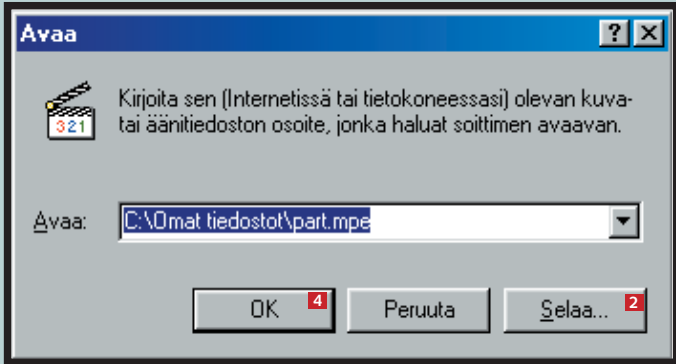 Avaa
321
Kirjoita sen (Internetissä tai tietokoneessasi) olevan kuva-
tai äänitiedoston osoite, jonka haluat soittimen avaavan.
Avaa: C:\Omat tiedostot\part.mpe
OK 4 Peruuta Selaa... 2